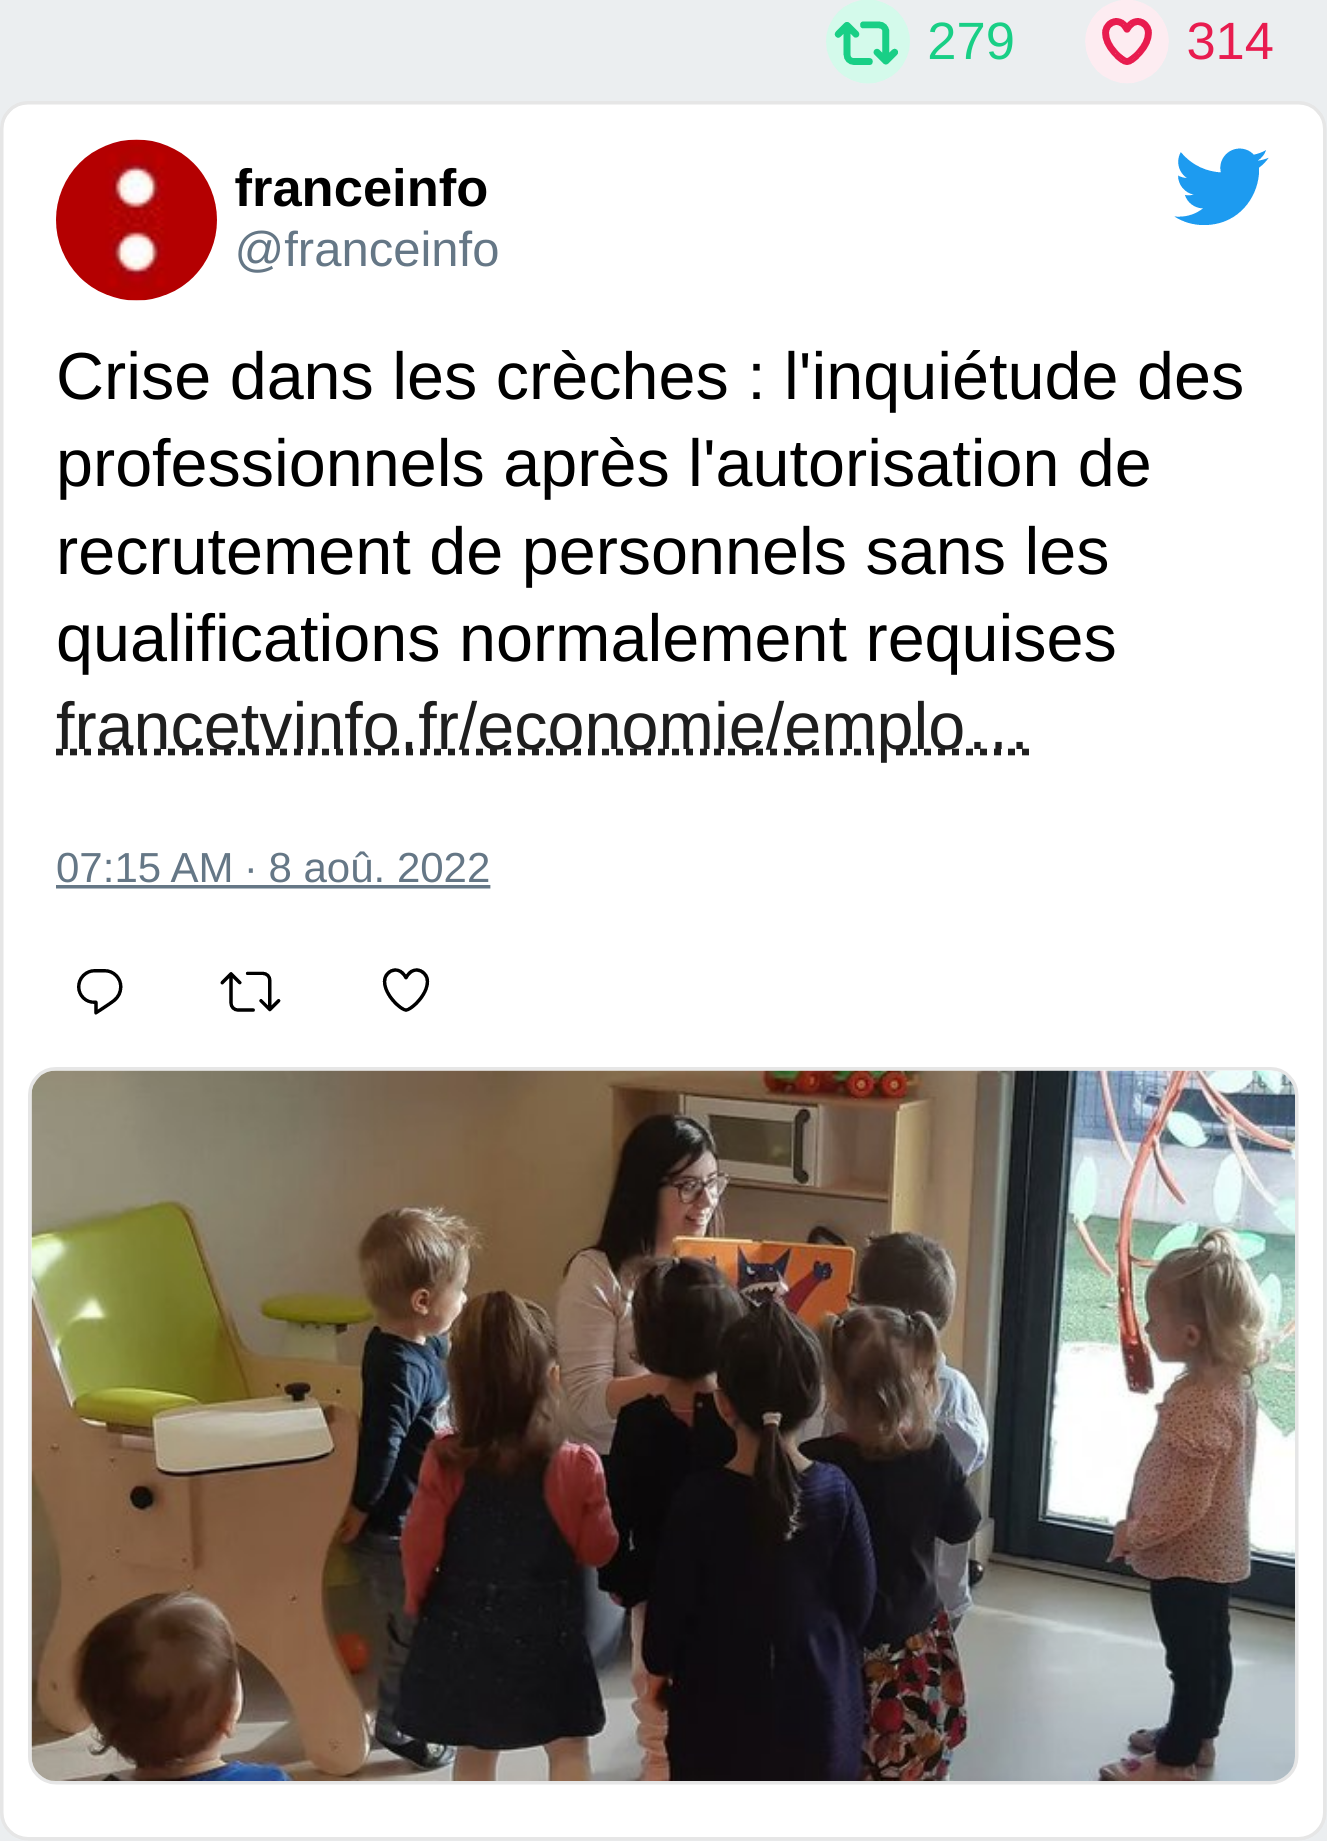 279 314
franceinfo
@franceinfo
Crise dans les crèches : l'inquiétude des
professionnels après l'autorisation de
recrutement de personnels sans les
qualifications normalement requises
francetvinfo.fr/economie/emplo…
07:15 AM · 8 aoû. 2022